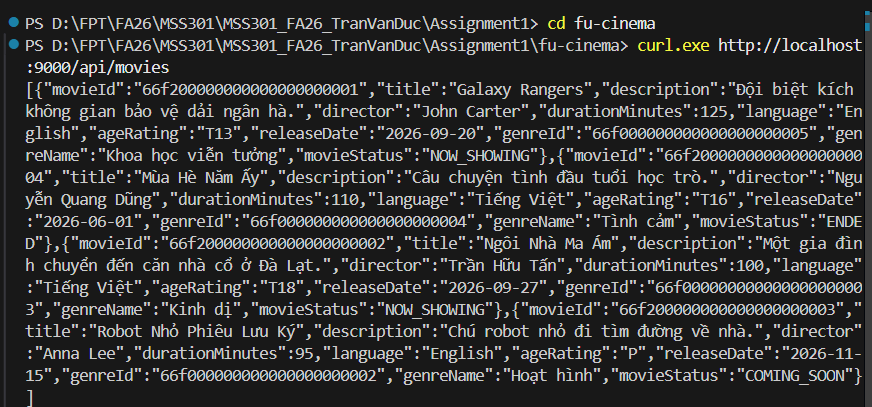 PS D:\FPT\FA26\MSS301\MSS301_FA26_TranVanDuc\Assignment1> cd fu-cinema
PS D:\FPT\FA26\MSS301\MSS301_FA26_TranVanDuc\Assignment1\fu-cinema> curl.exe http://localhost
:9000/api/movies
[{"movieId":"66f200000000000000000001","title":"Galaxy Rangers","description":"Đội biệt kích
không gian bảo vệ dải ngân hà.","director":"John Carter","durationMinutes":125,"language":"En
glish","ageRating":"T13","releaseDate":"2026-09-20","genreId":"66f000000000000000000005","gen
reName":"Khoa học viễn tưởng","movieStatus":"NOW_SHOWING"},{"movieId":"66f2000000000000000000
04","title":"Mùa Hè Năm Ấy","description":"Câu chuyện tình đầu tuổi học trò.","director":"Ngu
yễn Quang Dũng","durationMinutes":110,"language":"Tiếng Việt","ageRating":"T16","releaseDate"
:"2026-06-01","genreId":"66f000000000000000000004","genreName":"Tình cảm","movieStatus":"ENDE
D"},{"movieId":"66f200000000000000000002","title":"Ngôi Nhà Ma Ám","description":"Một gia đìn
h chuyển đến căn nhà cổ ở Đà Lạt.","director":"Trần Hữu Tấn","durationMinutes":100,"language"
:"Tiếng Việt","ageRating":"T18","releaseDate":"2026-09-27","genreId":"66f00000000000000000000
3","genreName":"Kinh dị","movieStatus":"NOW_SHOWING"},{"movieId":"66f200000000000000000003","
title":"Robot Nhỏ Phiêu Lưu Ký","description":"Chú robot nhỏ đi tìm đường về nhà.","director"
:"Anna Lee","durationMinutes":95,"language":"English","ageRating":"P","releaseDate":"2026-11-
15","genreId":"66f000000000000000000002","genreName":"Hoạt hình","movieStatus":"COMING_SOON"}
]